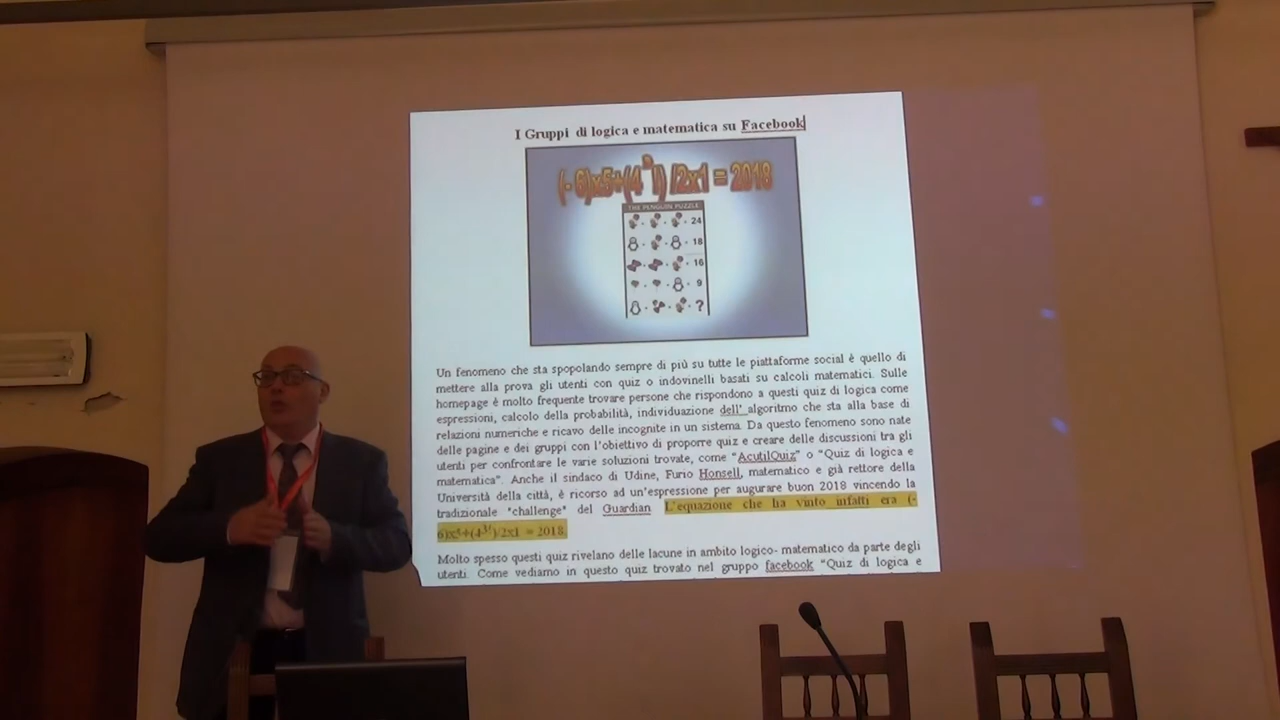 I Gruppi di logica e matematica su Facebook
(- 6)x5+(4^3!) /2x1 = 2018
THE PENGUIN PUZZLE
24
18
16
9
?
Un fenomeno che sta spopolando sempre di più su tutte le piattaforme social è quello di
mettere alla prova gli utenti con quiz o indovinelli basati su calcoli matematici. Sulle
homepage è molto frequente trovare persone che rispondono a questi quiz di logica come
espressioni, calcolo della probabilità, individuazione dell' algoritmo che sta alla base di
relazioni numeriche e ricavo delle incognite in un sistema. Da questo fenomeno sono nate
delle pagine e dei gruppi con l'obiettivo di proporre quiz e creare delle discussioni tra gli
utenti per confrontare le varie soluzioni trovate, come "AcutilQuiz" o "Quiz di logica e
matematica". Anche il sindaco di Udine, Furio Honsell, matematico e già rettore della
Università della città, è ricorso ad un'espressione per augurare buon 2018 vincendo la
tradizionale "challenge" del Guardian. L'equazione che ha vinto infatti era (-
6)x⁵+(4^3!)/2x1 = 2018.
Molto spesso questi quiz rivelano delle lacune in ambito logico- matematico da parte degli
utenti. Come vediamo in questo quiz trovato nel gruppo facebook "Quiz di logica e